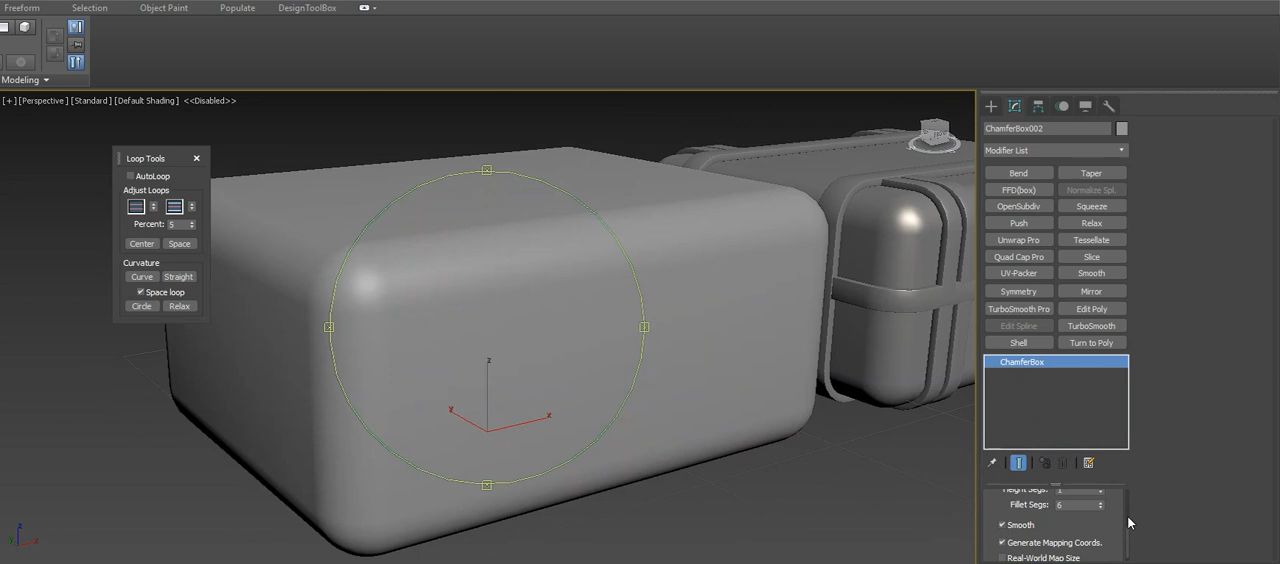 Freeform Selection Object Paint Populate DesignToolBox
Modeling
[+] [Perspective] [Standard] [Default Shading] <<Disabled>>
Loop Tools
AutoLoop
Adjust Loops
Percent: 5
Center Space
Curvature
Curve Straight
Space loop
Circle Relax
z
y x
z
x
ChamferBox002
Modifier List
Bend Taper
FFD(box) Normalize Spl.
OpenSubdiv Squeeze
Push Relax
Unwrap Pro Tessellate
Quad Cap Pro Slice
UV-Packer Smooth
Symmetry Mirror
TurboSmooth Pro Edit Poly
Edit Spline TurboSmooth
Shell Turn to Poly
ChamferBox
Height Segs: 1
Fillet Segs: 6
Smooth
Generate Mapping Coords.
Real-World Map Size